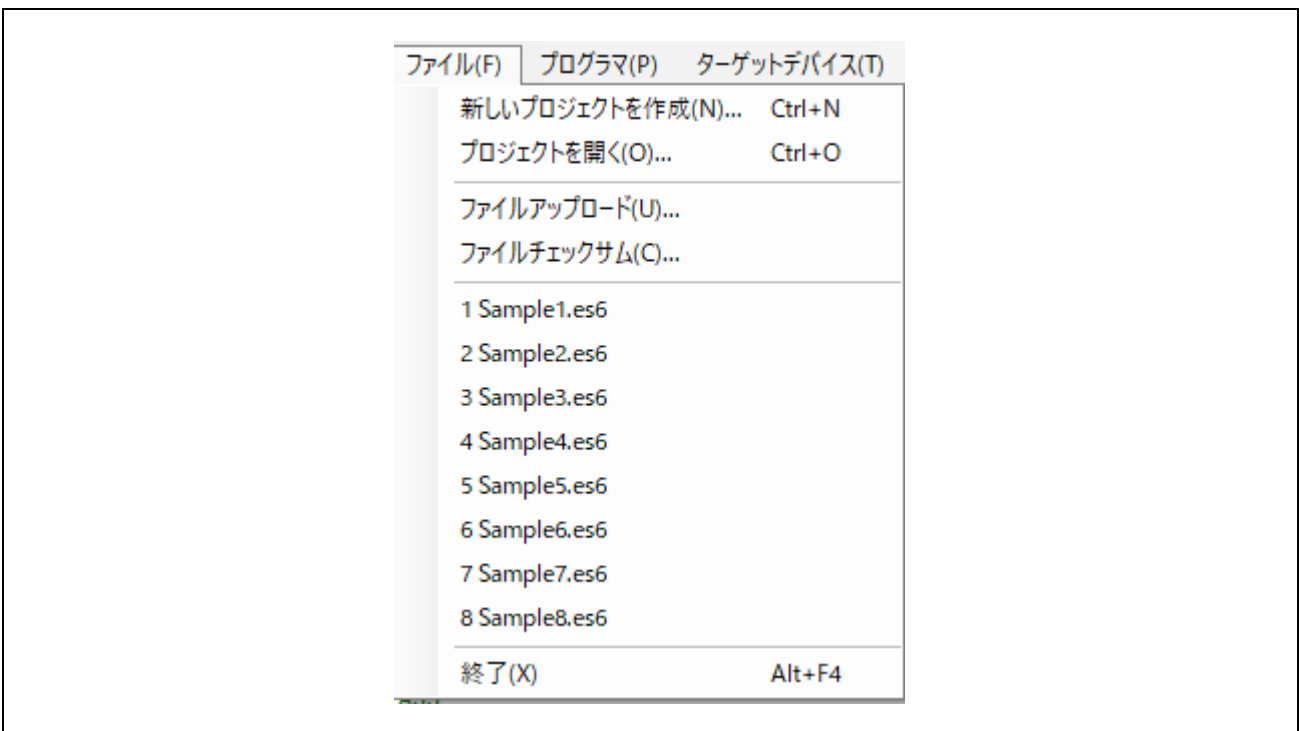 ファイル(F) プログラマ(P) ターゲットデバイス(T)
新しいプロジェクトを作成(N)... Ctrl+N
プロジェクトを開く(O)... Ctrl+O
ファイルアップロード(U)...
ファイルチェックサム(C)...
1 Sample1.es6
2 Sample2.es6
3 Sample3.es6
4 Sample4.es6
5 Sample5.es6
6 Sample6.es6
7 Sample7.es6
8 Sample8.es6
終了(X) Alt+F4